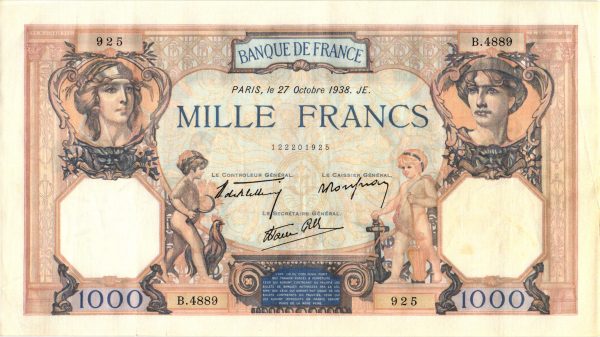 925
B.4889
BANQUE DE FRANCE
PARIS, le 27 Octobre 1938. JE.
MILLE FRANCS
122201925
LE CONTROLEUR GÉNÉRAL.
LE CAISSIER GÉNÉRAL.
LE SECRÉTAIRE GÉNÉRAL.
1000
B.4889
925
1000